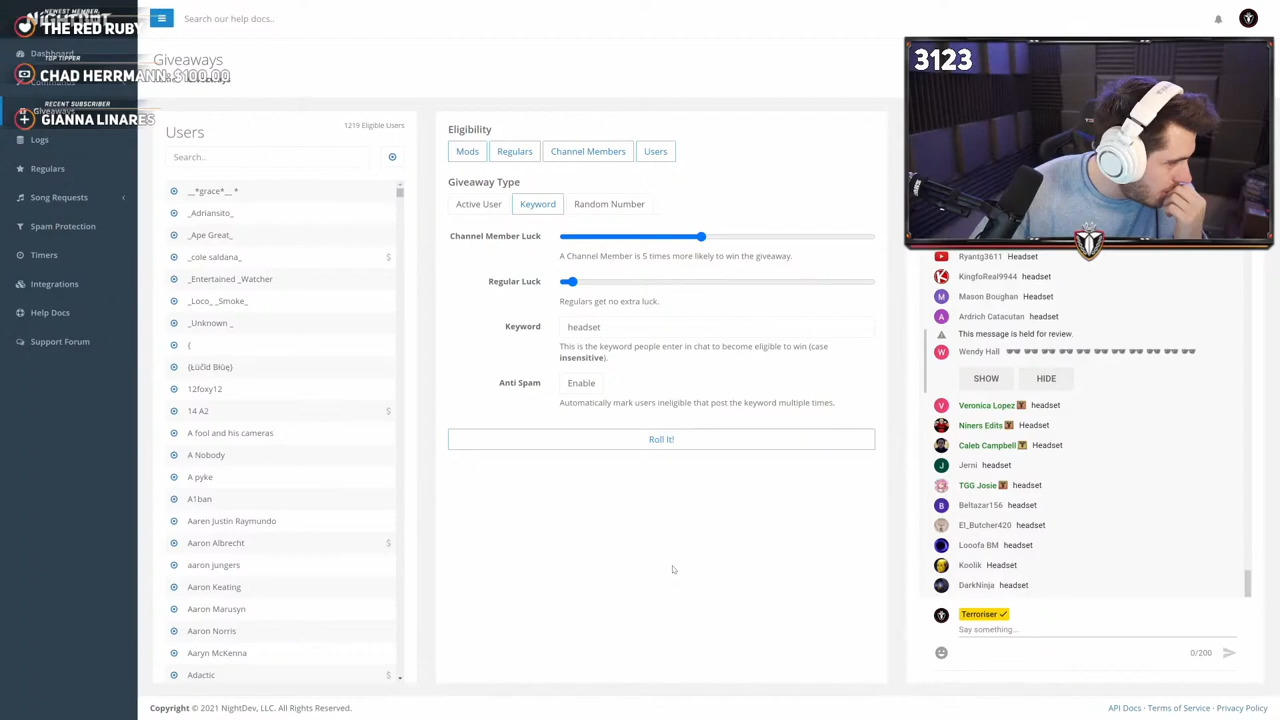 NEWEST MEMBER
THE RED RUBY
TOP TIPPER
CHAD HERRMANN: $100.00
RECENT SUBSCRIBER
GIANNA LINARES
Dashboard
Giveaways
Logs
Regulars
Song Requests
Spam Protection
Timers
Integrations
Help Docs
Support Forum
Search our help docs..
Giveaways
Users
1219 Eligible Users
Search...
__*grace*__ *
_Adriansito_
_Ape Great_
_cole saldana_ $
_Entertained _Watcher
_Loco_ _Smoke_
_Unknown _
{
{Łüčîd Błûę}
12foxy12
14 A2 $
A fool and his cameras
A Nobody
A pyke
A1ban
Aaren Justin Raymundo
Aaron Albrecht $
aaron jungers
Aaron Keating
Aaron Marusyn
Aaron Norris
Aaryn McKenna
Adactic $
Eligibility
Mods Regulars Channel Members Users
Giveaway Type
Active User Keyword Random Number
Channel Member Luck
A Channel Member is 5 times more likely to win the giveaway.
Regular Luck
Regulars get no extra luck.
Keyword headset
This is the keyword people enter in chat to become eligible to win (case
insensitive).
Anti Spam Enable
Automatically mark users ineligible that post the keyword multiple times.
Roll It!
3123
Ryantg3611 Headset
KingfoReal9944 headset
Mason Boughan Headset
Ardrich Catacutan headset
This message is held for review.
Wendy Hall 🕶️ 🕶️ 🕶️ 🕶️ 🕶️ 🕶️ 🕶️ 🕶️ 🕶️ 🕶️ 🕶️
SHOW HIDE
Veronica Lopez headset
Niners Edits Headset
Caleb Campbell Headset
Jerni headset
TGG Josie headset
Beltazar156 headset
El_Butcher420 headset
Looofa BM headset
Koolik Headset
DarkNinja headset
Terroriser ✓
Say something...
0/200
Copyright © 2021 NightDev, LLC. All Rights Reserved.
API Docs · Terms of Service · Privacy Policy